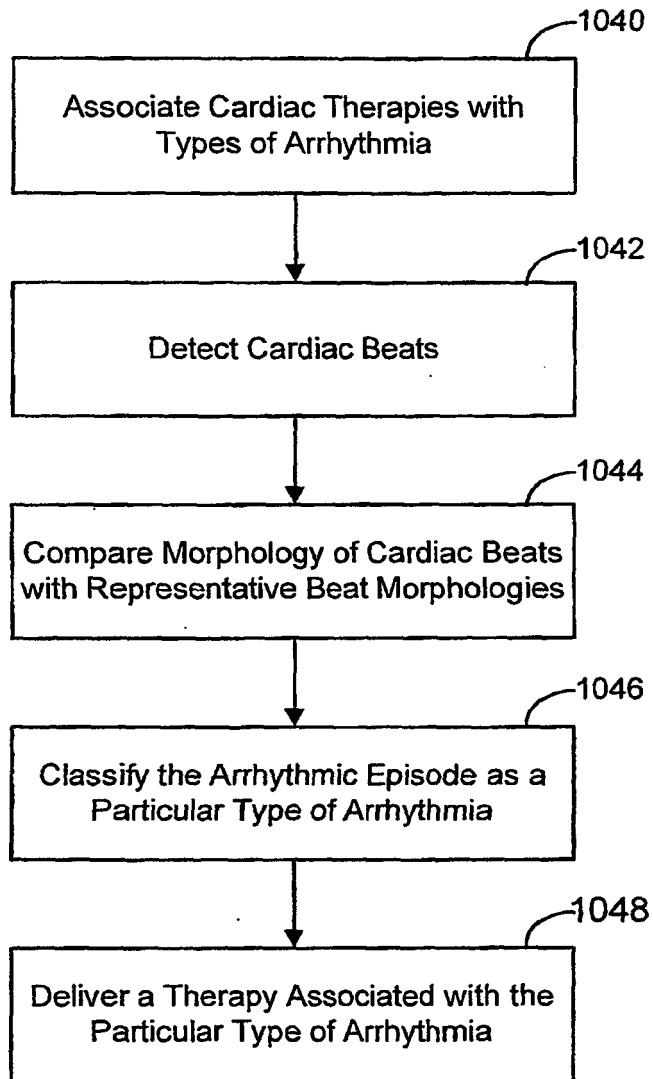 1040
Associate Cardiac Therapies with
Types of Arrhythmia
1042
Detect Cardiac Beats
1044
Compare Morphology of Cardiac Beats
with Representative Beat Morphologies
1046
Classify the Arrhythmic Episode as a
Particular Type of Arrhythmia
1048
Deliver a Therapy Associated with the
Particular Type of Arrhythmia